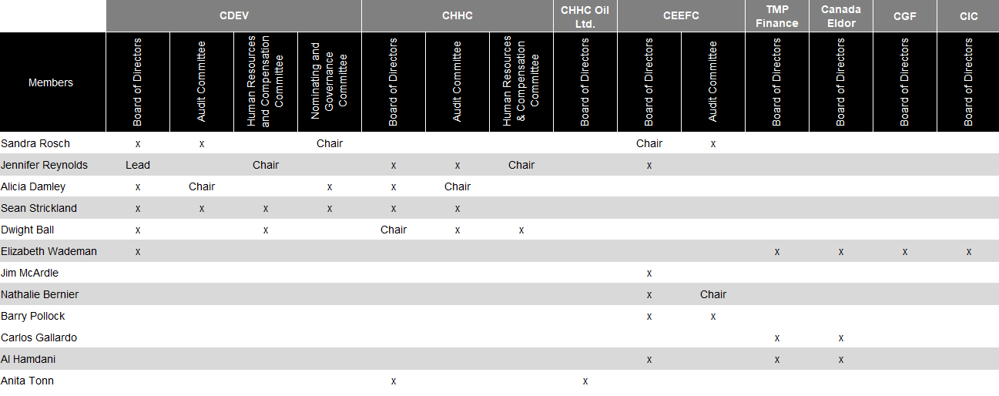 CDEV CHHC CHHC Oil Ltd. CEEFC TMP Finance Canada Eldor CGF CIC
Members Board of Directors Audit Committee Human Resources and Compensation Committee Nominating and Governance Committee Board of Directors Audit Committee Human Resources & Compensation Committee Board of Directors Board of Directors Audit Committee Board of Directors Board of Directors Board of Directors Board of Directors
Sandra Rosch x x Chair Chair x
Jennifer Reynolds Lead Chair x x Chair x
Alicia Damley x Chair x x Chair
Sean Strickland x x x x x x
Dwight Ball x x Chair x x
Elizabeth Wademan x x x x x
Jim McArdle x
Nathalie Bernier x Chair
Barry Pollock x x
Carlos Gallardo x x
Al Hamdani x x x
Anita Tonn x x